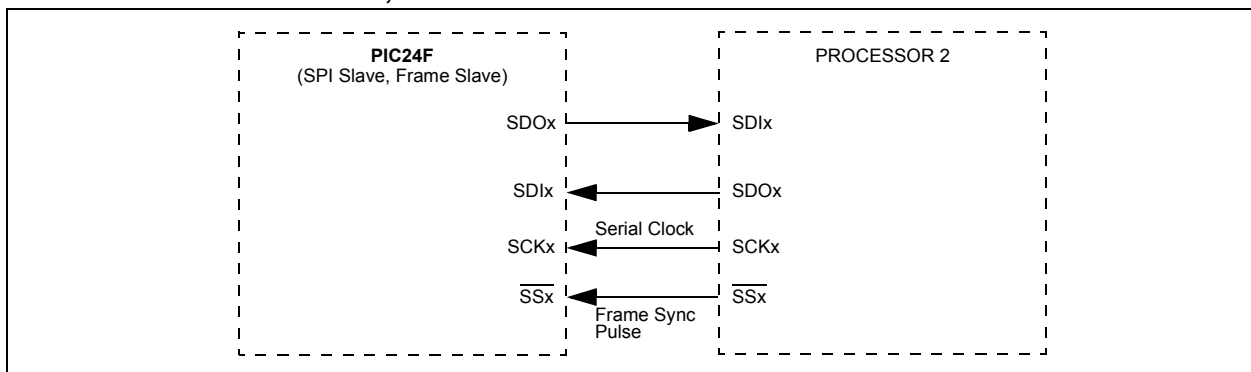 PIC24F
(SPI Slave, Frame Slave)
PROCESSOR 2
SDOx
SDIx
SDIx
SDOx
Serial Clock
SCKx
SCKx
SSx
SSx
Frame Sync
Pulse